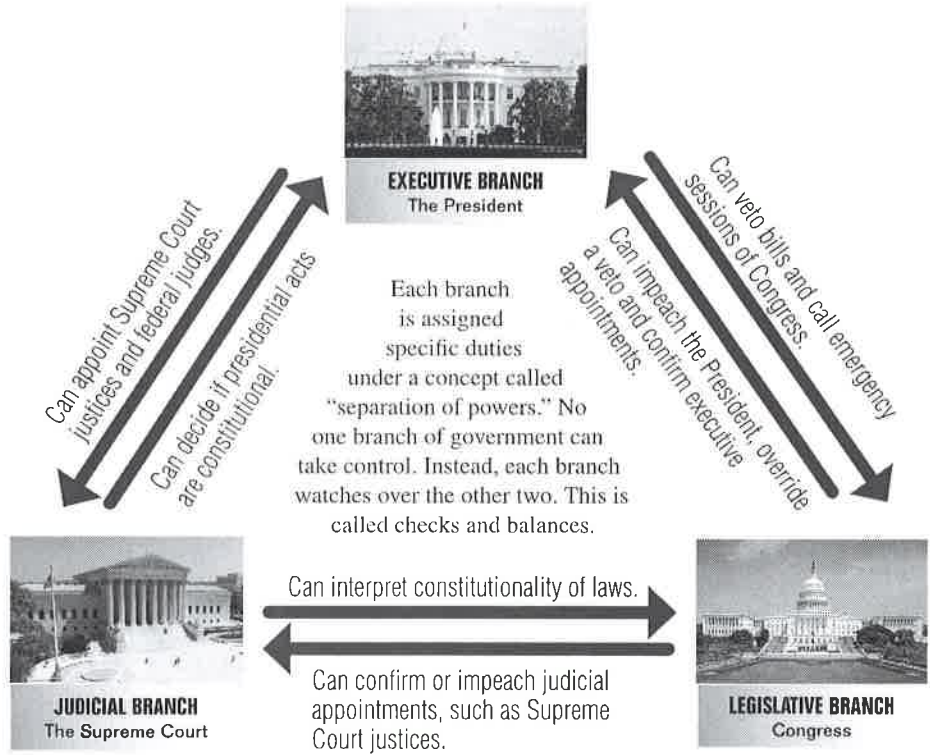 EXECUTIVE BRANCH
The President
Can appoint Supreme Court
justices and federal judges.
Can decide if presidential acts
are constitutional.
Can veto bills and call emergency
sessions of Congress.
Can impeach the President, override
a veto and confirm executive
appointments.
Each branch
is assigned
specific duties
under a concept called
“separation of powers.” No
one branch of government can
take control. Instead, each branch
watches over the other two. This is
called checks and balances.
Can interpret constitutionality of laws.
Can confirm or impeach judicial
appointments, such as Supreme
Court justices.
JUDICIAL BRANCH
The Supreme Court
LEGISLATIVE BRANCH
Congress